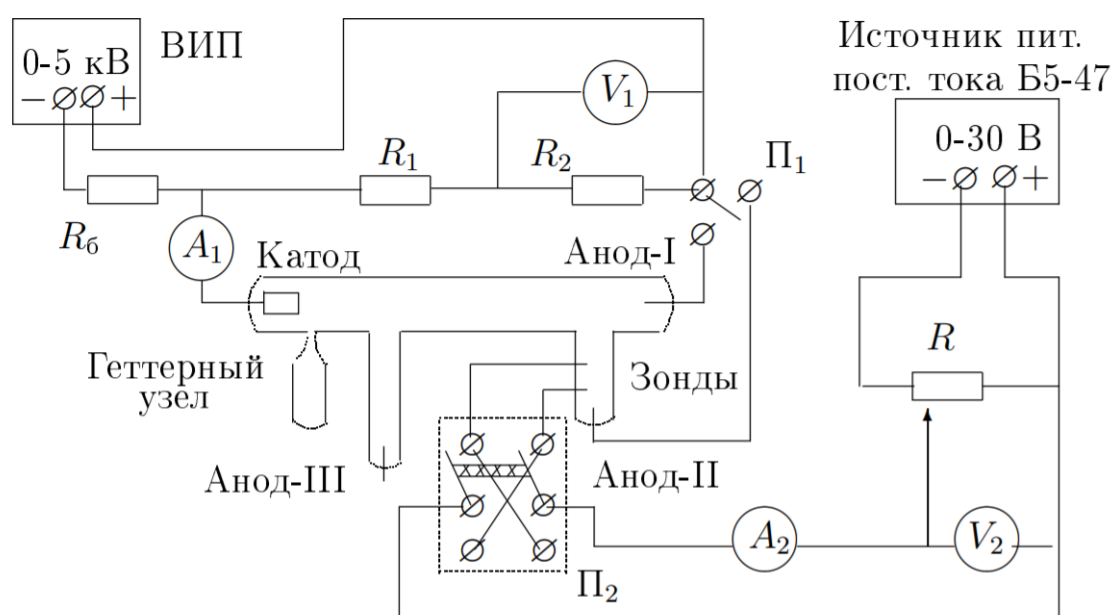 ВИП
0-5 кВ
− +
Источник пит.
пост. тока Б5-47
0-30 В
− +
V₁
R₁
R₂
П₁
R_б
A₁
Катод
Анод-I
R
Геттерный
узел
Зонды
Анод-III
Анод-II
A₂
V₂
П₂